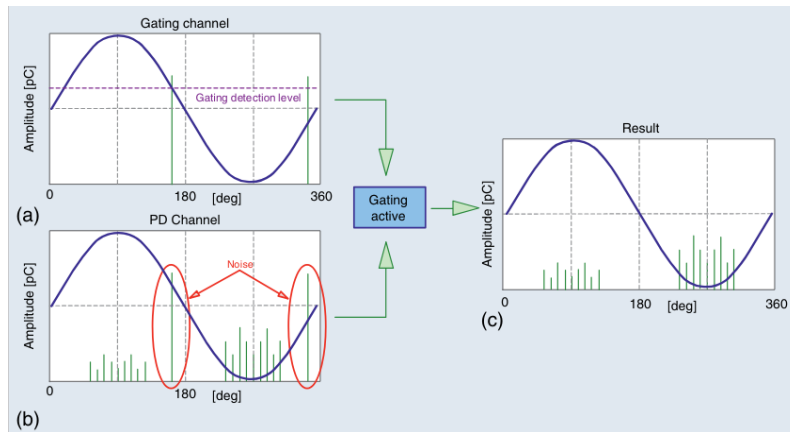 Gating channel
Amplitude [pC]
Gating detection level
0
180
[deg]
360
(a)
PD Channel
Amplitude [pC]
Noise
0
180
[deg]
360
(b)
Gating
active
Result
Amplitude [pC]
0
180
[deg]
360
(c)